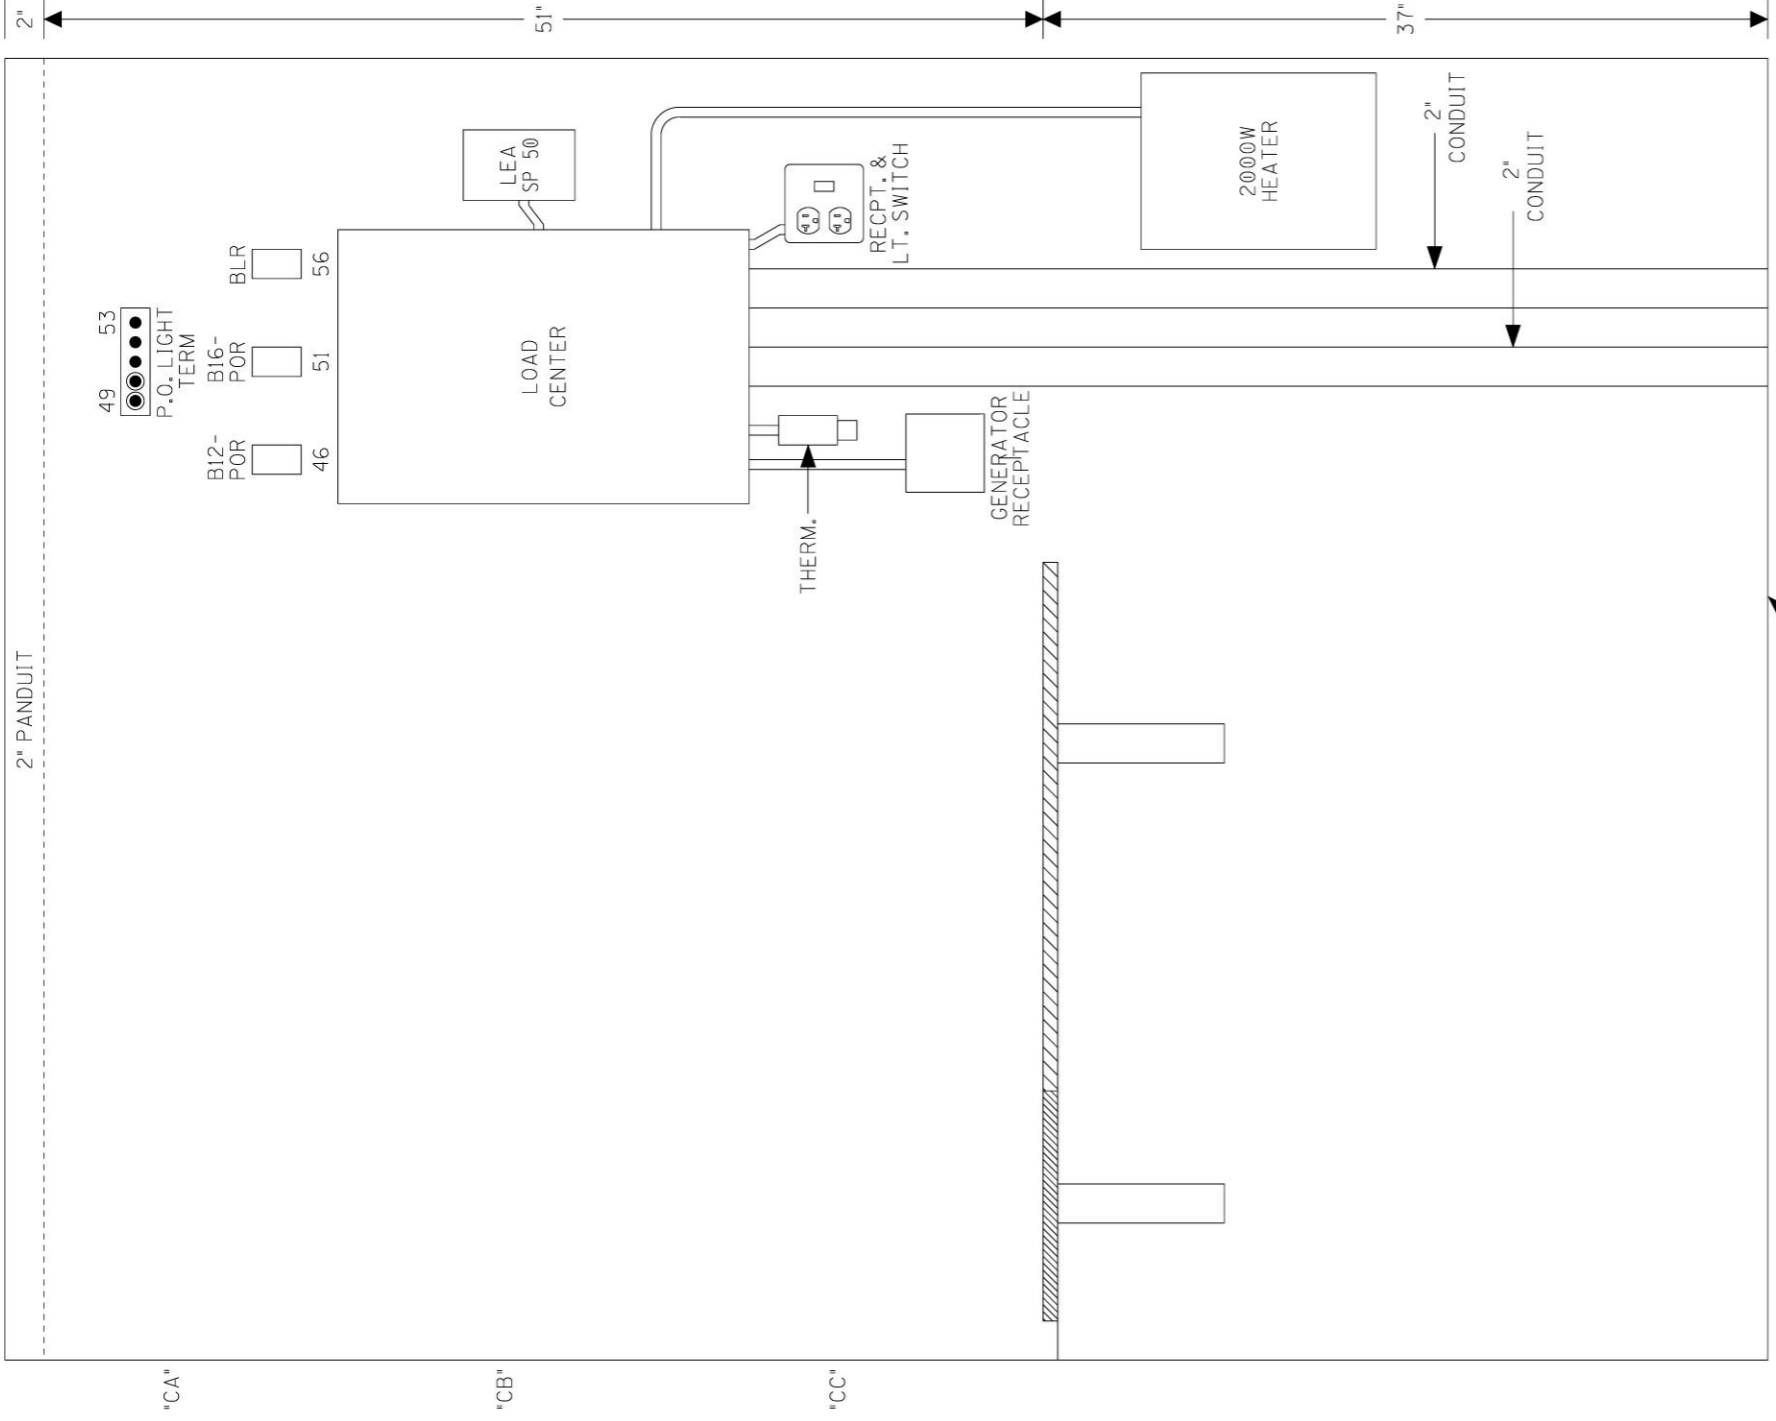 2"
51"
37"
2" PANDUIT
49
53
P.O. LIGHT
TERM
B12-
POR
46
B16-
POR
51
BLR
56
LEA
SP 50
LOAD
CENTER
RECPT. &
LT. SWITCH
THERM.
GENERATOR
RECEPTACLE
2000W
HEATER
2"
CONDUIT
2"
CONDUIT
"CA"
"CB"
"CC"